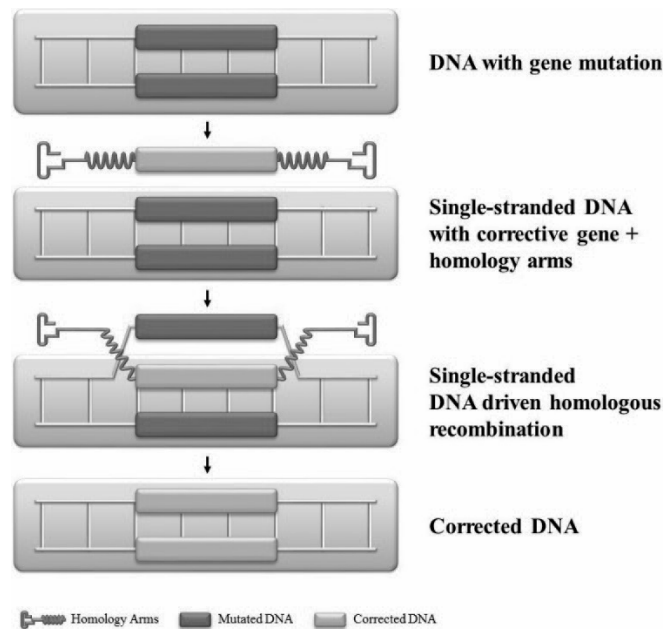 DNA with gene mutation
Single-stranded DNA
with corrective gene +
homology arms
Single-stranded
DNA driven homologous
recombination
Corrected DNA
Homology Arms Mutated DNA Corrected DNA